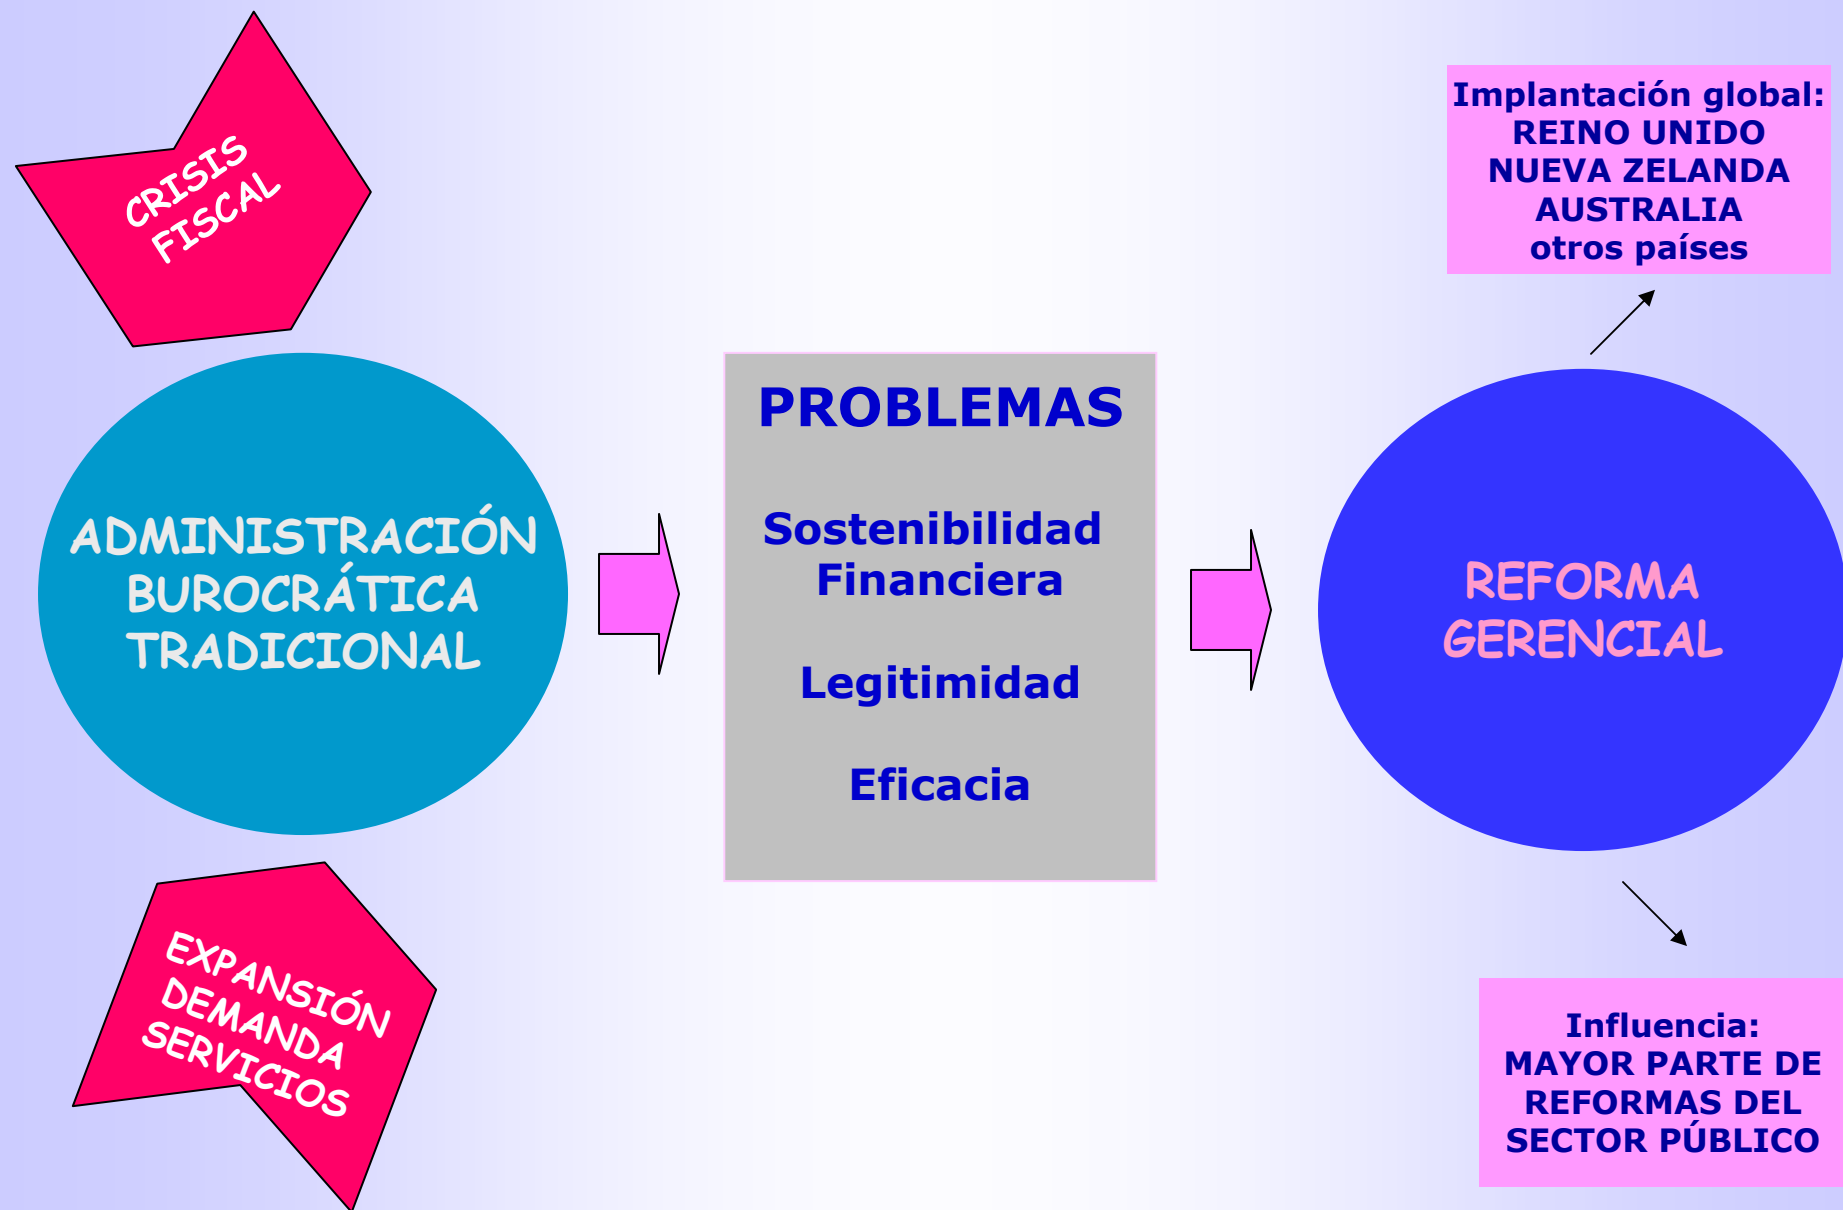 CRISIS
FISCAL
ADMINISTRACIÓN
BUROCRÁTICA
TRADICIONAL
EXPANSIÓN
DEMANDA
SERVICIOS
PROBLEMAS
Sostenibilidad
Financiera
Legitimidad
Eficacia
Implantación global:
REINO UNIDO
NUEVA ZELANDA
AUSTRALIA
otros países
REFORMA
GERENCIAL
Influencia:
MAYOR PARTE DE
REFORMAS DEL
SECTOR PÚBLICO